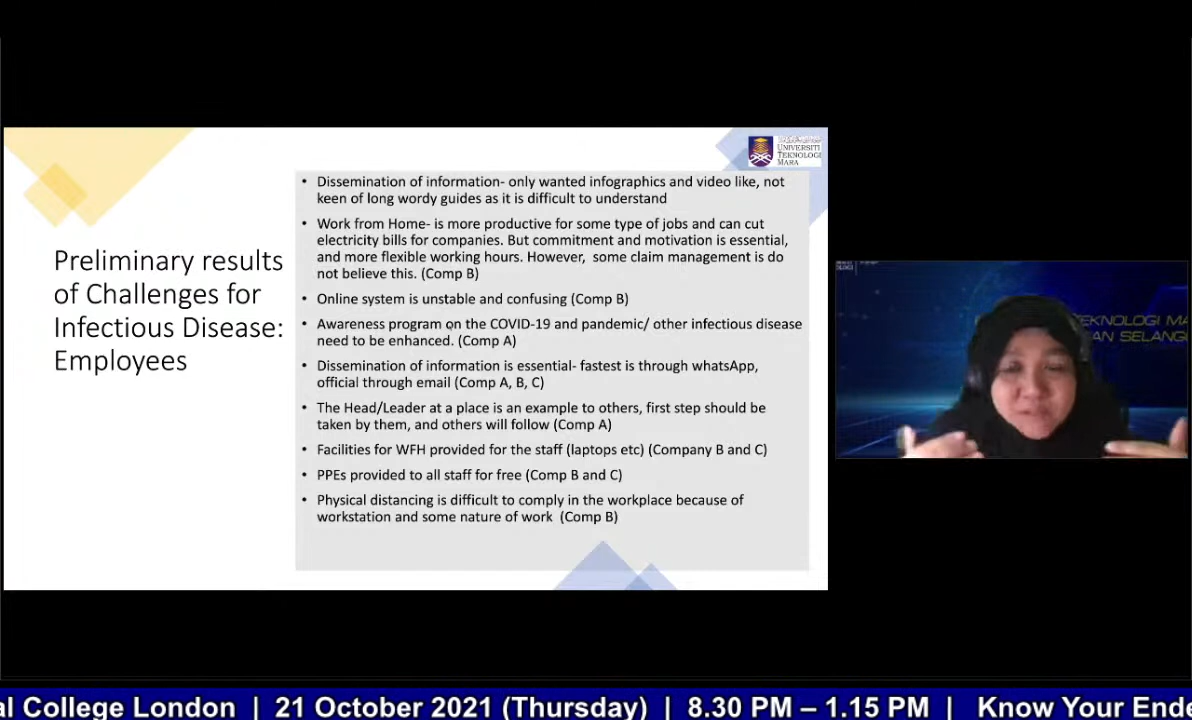 UNIVERSITI
TEKNOLOGI
MARA
Preliminary results
of Challenges for
Infectious Disease:
Employees
• Dissemination of information- only wanted infographics and video like, not
keen of long wordy guides as it is difficult to understand
• Work from Home- is more productive for some type of jobs and can cut
electricity bills for companies. But commitment and motivation is essential,
and more flexible working hours. However, some claim management is do
not believe this. (Comp B)
• Online system is unstable and confusing (Comp B)
• Awareness program on the COVID-19 and pandemic/ other infectious disease
need to be enhanced. (Comp A)
• Dissemination of information is essential- fastest is through whatsApp,
official through email (Comp A, B, C)
• The Head/Leader at a place is an example to others, first step should be
taken by them, and others will follow (Comp A)
• Facilities for WFH provided for the staff (laptops etc) (Company B and C)
• PPEs provided to all staff for free (Comp B and C)
• Physical distancing is difficult to comply in the workplace because of
workstation and some nature of work (Comp B)
EKNOLOGI MA
AN SELANG
al College London | 21 October 2021 (Thursday) | 8.30 PM – 1.15 PM | Know Your Ende